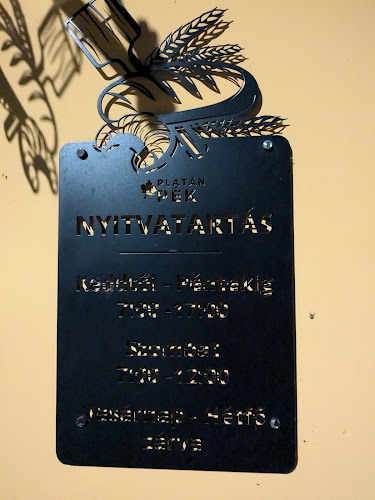 PLATÁN
PÉK
NYITVATARTÁS
Keddtől - Péntekig
7:00 -17:00
Szombat
7:00 -12:00
Vasárnap - Hétfő
zárva